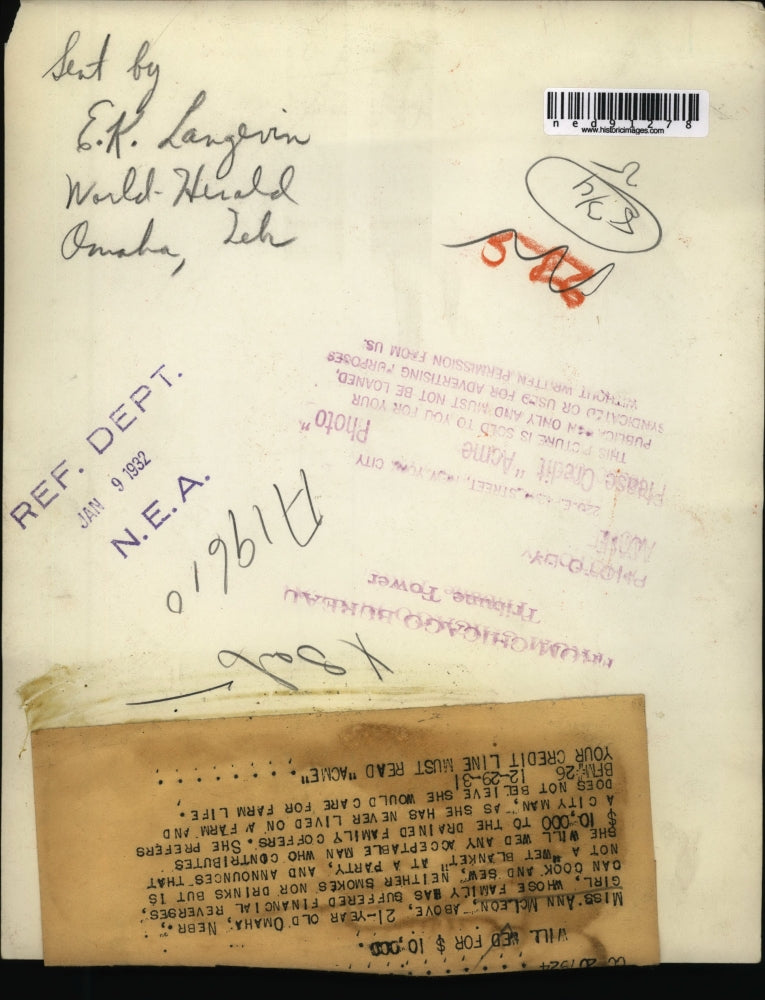 Sent by
E.K. Langevin
World-Herald
Omaha, Neb
ned91278
www.historicimages.com
REF. DEPT.
JAN 9 1932
N.E.A.
A19610
FROM CHICAGO BUREAU
Tribune Tower
PHOTO BY
ACME
STREET, NEW YORK CITY
Please Credit "Acme Photo"
THIS PICTURE IS SOLD TO YOU FOR YOUR
PUBLICATION ONLY AND MUST NOT BE LOANED,
SYNDICATED OR USED FOR ADVERTISING PURPOSES
WITHOUT WRITTEN PERMISSION FROM US.
WILL WED FOR $ 10,000.
MISS ANN MCLEON, ABOVE, 21-YEAR OLD OMAHA, NEBR.,
GIRL, WHOSE FAMILY HAS SUFFERED FINANCIAL REVERSES,
CAN COOK AND SEW, NEITHER SMOKES NOR DRINKS BUT IS
NOT A "WET BLANKET" AT A PARTY, AND ANNOUNCES THAT
SHE WILL WED ANY ACCEPTABLE MAN WHO CONTRIBUTES
$ 10,000 TO THE DRAINED FAMILY COFFERS. SHE PREFERS
A CITY MAN, AS SHE HAS NEVER LIVED ON A FARM AND
DOES NOT BELIEVE SHE WOULD CARE FOR FARM LIFE.
BFM 26 12-29-31
YOUR CREDIT LINE MUST READ "ACME"